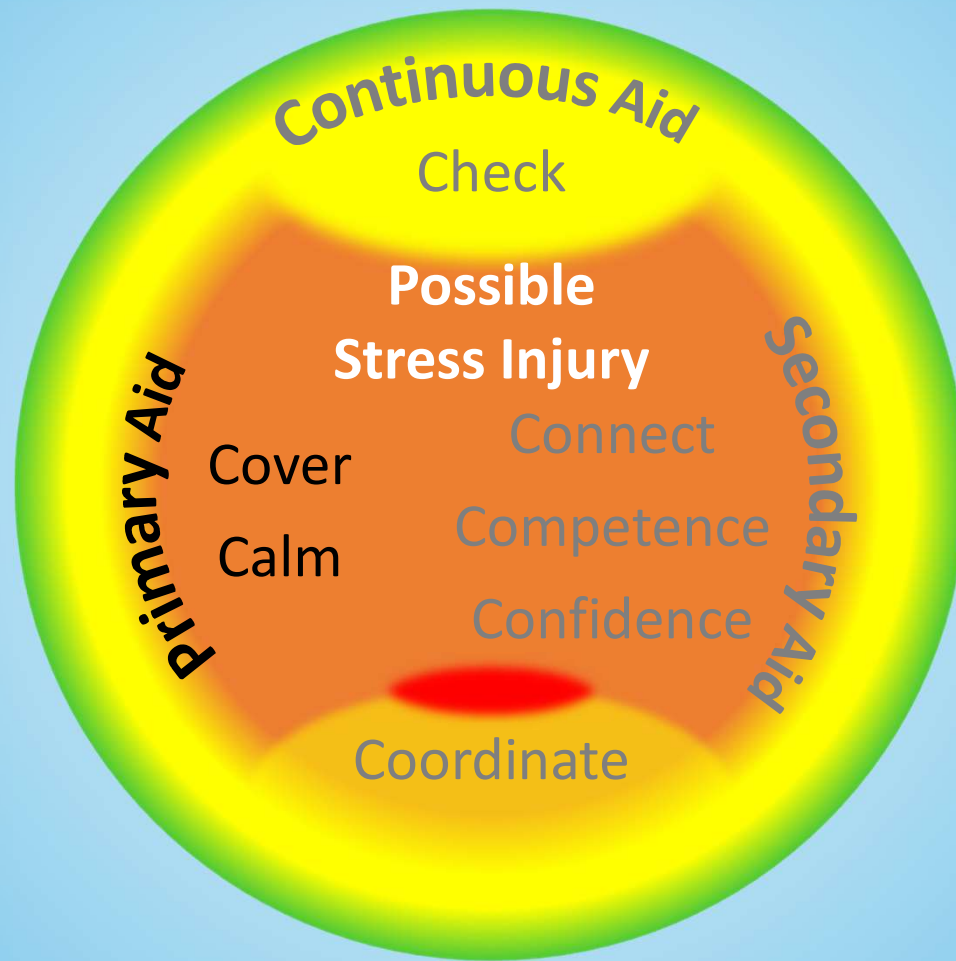 Continuous Aid
Check
Possible
Stress Injury
Primary Aid
Cover
Calm
Connect
Competence
Confidence
Secondary Aid
Coordinate